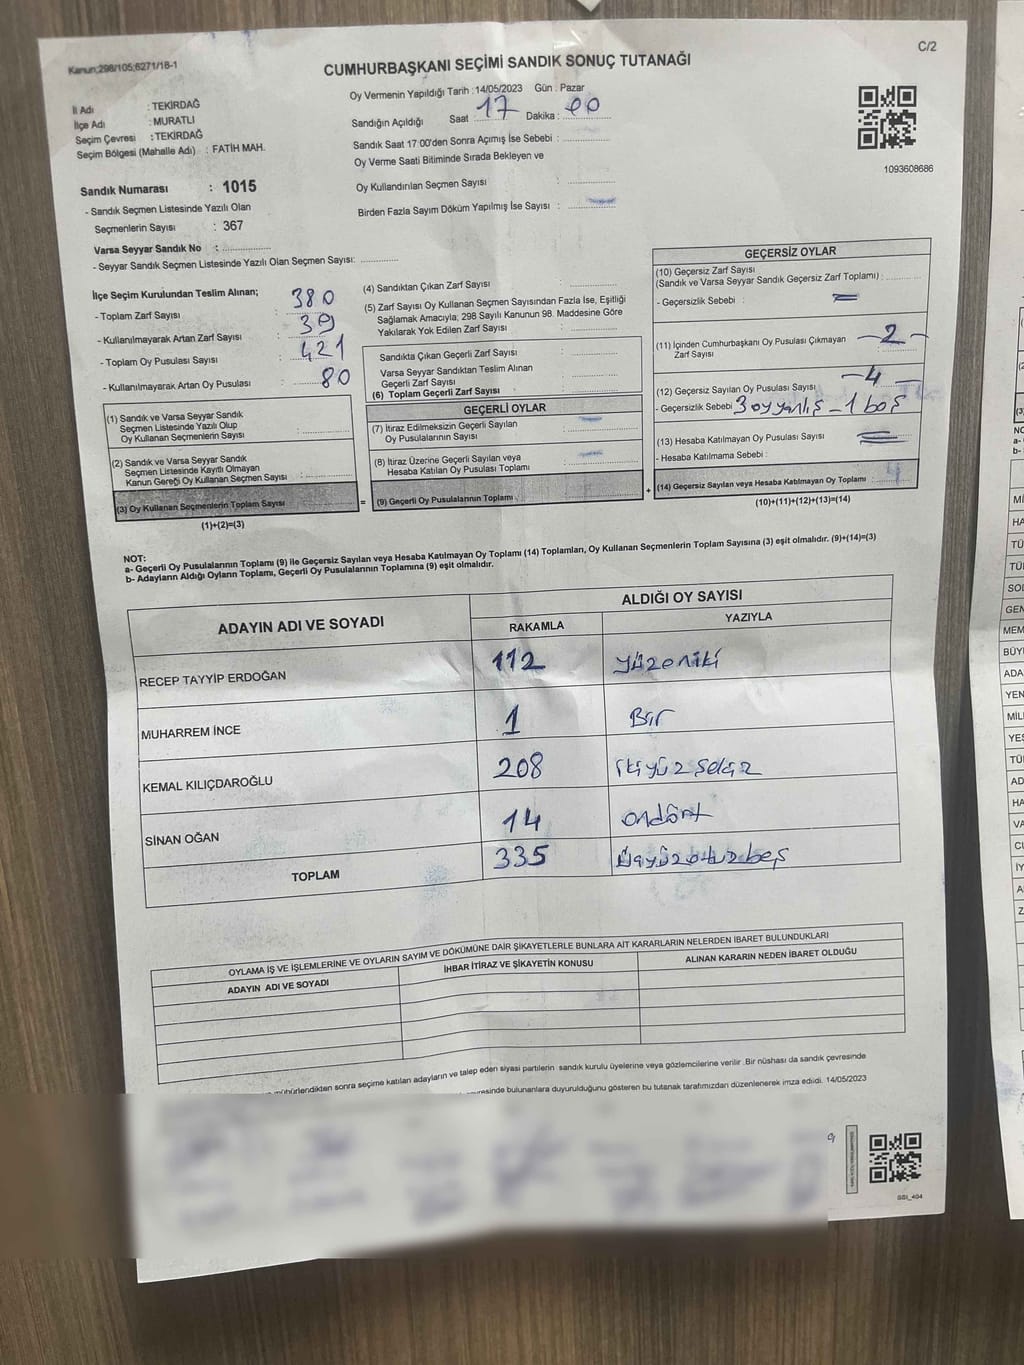 C/2
Kanun;298/105;6271/16-1
CUMHURBAŞKANI SEÇİMİ SANDIK SONUÇ TUTANAĞI
İl Adı : TEKİRDAĞ
İlçe Adı : MURATLI
Seçim Çevresi : TEKİRDAĞ
Seçim Bölgesi (Mahalle Adı) : FATİH MAH.
Sandık Numarası : 1015
- Sandık Seçmen Listesinde Yazılı Olan
Seçmenlerin Sayısı : 367
Varsa Seyyar Sandık No :
- Seyyar Sandık Seçmen Listesinde Yazılı Olan Seçmen Sayısı:
Oy Vermenin Yapıldığı Tarih : 14/05/2023 Gün : Pazar
Sandığın Açıldığı Saat : 17 Dakika : 00
Sandık Saat 17:00'den Sonra Açımış İse Sebebi :
Oy Verme Saati Bitiminde Sırada Bekleyen ve
Oy Kullandırılan Seçmen Sayısı :
Birden Fazla Sayım Döküm Yapılmış İse Sayısı :
1093608686
İlçe Seçim Kurulundan Teslim Alınan;
- Toplam Zarf Sayısı : 380
- Kullanılmayarak Artan Zarf Sayısı : 39
- Toplam Oy Pusulası Sayısı : 421
- Kullanılmayarak Artan Oy Pusulası : 80
(1) Sandık ve Varsa Seyyar Sandık
Seçmen Listesinde Yazılı Olup
Oy Kullanan Seçmenlerin Sayısı :
(2) Sandık ve Varsa Seyyar Sandık
Seçmen Listesinde Kayıtlı Olmayan
Kanun Gereği Oy Kullanan Seçmen Sayısı :
(3) Oy Kullanan Seçmenlerin Toplam Sayısı
(1)+(2)=(3)
(4) Sandıktan Çıkan Zarf Sayısı :
(5) Zarf Sayısı Oy Kullanan Seçmen Sayısından Fazla İse, Eşitliği
Sağlamak Amacıyla; 298 Sayılı Kanunun 98. Maddesine Göre
Yakılarak Yok Edilen Zarf Sayısı :
Sandıkta Çıkan Geçerli Zarf Sayısı :
Varsa Seyyar Sandıktan Teslim Alınan
Geçerli Zarf Sayısı :
(6) Toplam Geçerli Zarf Sayısı :
GEÇERLİ OYLAR
(7) İtiraz Edilmeksizin Geçerli Sayılan
Oy Pusulalarının Sayısı :
(8) İtiraz Üzerine Geçerli Sayılan veya
Hesaba Katılan Oy Pusulası Toplamı :
= (9) Geçerli Oy Pusulalarının Toplamı :
GEÇERSİZ OYLAR
(10) Geçersiz Zarf Sayısı
(Sandık ve Varsa Seyyar Sandık Geçersiz Zarf Toplamı) :
- Geçersizlik Sebebi :
(11) İçinden Cumhurbaşkanı Oy Pusulası Çıkmayan
Zarf Sayısı : -2-
(12) Geçersiz Sayılan Oy Pusulası Sayısı : -4-
- Geçersizlik Sebebi 3 oy yanlış - 1 boş
(13) Hesaba Katılmayan Oy Pusulası Sayısı :
- Hesaba Katılmama Sebebi :
+ (14) Geçersiz Sayılan veya Hesaba Katılmayan Oy Toplamı :
(10)+(11)+(12)+(13)=(14)
NOT:
a- Geçerli Oy Pusulalarının Toplamı (9) ile Geçersiz Sayılan veya Hesaba Katılmayan Oy Toplamı (14) Toplamları, Oy Kullanan Seçmenlerin Toplam Sayısına (3) eşit olmalıdır. (9)+(14)=(3)
b- Adayların Aldığı Oyların Toplamı, Geçerli Oy Pusulalarının Toplamına (9) eşit olmalıdır.
ADAYIN ADI VE SOYADI
ALDIĞI OY SAYISI
RAKAMLA YAZIYLA
RECEP TAYYİP ERDOĞAN 112 yüzoniki
MUHARREM İNCE 1 Bir
KEMAL KILIÇDAROĞLU 208 ikiyüz sekiz
SİNAN OĞAN 14 ondört
TOPLAM 335 Üçyüzotuzbeş
OYLAMA İŞ VE İŞLEMLERİNE VE OYLARIN SAYIM VE DÖKÜMÜNE DAİR ŞİKAYETLERLE BUNLARA AİT KARARLARIN NELERDEN İBARET BULUNDUKLARI
ADAYIN ADI VE SOYADI İHBAR İTİRAZ VE ŞİKAYETİN KONUSU ALINAN KARARIN NEDEN İBARET OLDUĞU
mühürlendikten sonra seçime katılan adayların ve talep eden siyasi partilerin sandık kurulu üyelerine veya gözlemcilerine verilir. Bir nüshası da sandık çevresinde
bulunanlara duyurulduğunu gösteren bu tutanak tarafımızdan düzenlenerek imza edildi. 14/05/2023